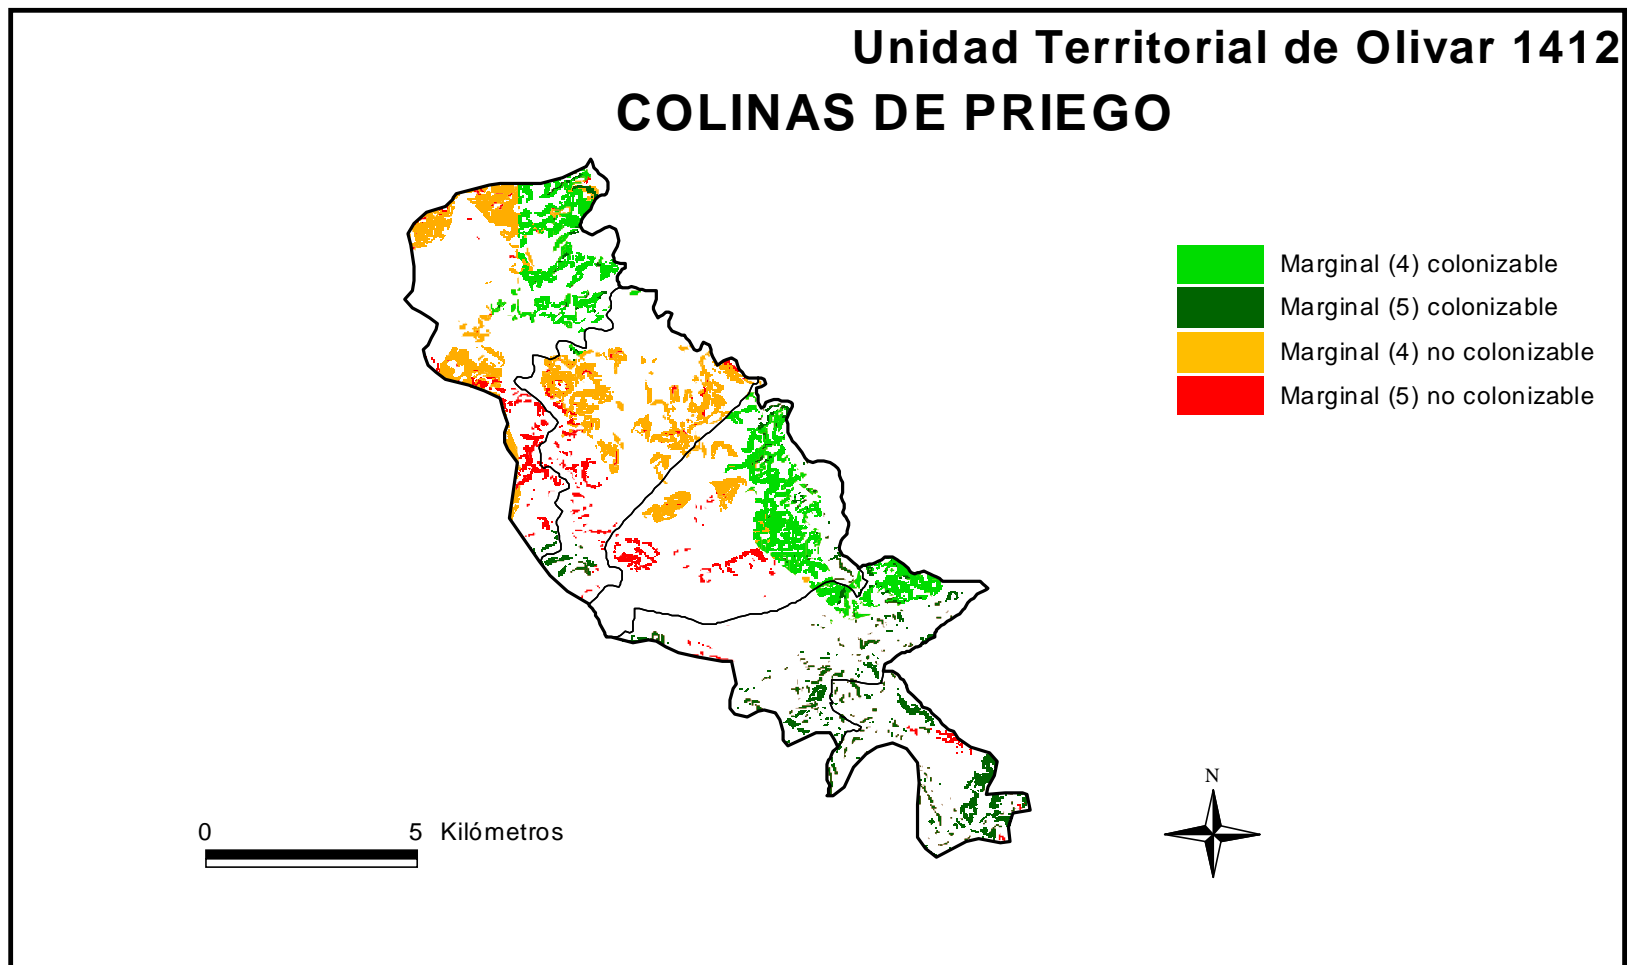 Unidad Territorial de Olivar 1412
COLINAS DE PRIEGO
Marginal (4) colonizable
Marginal (5) colonizable
Marginal (4) no colonizable
Marginal (5) no colonizable
N
0 5 Kilómetros